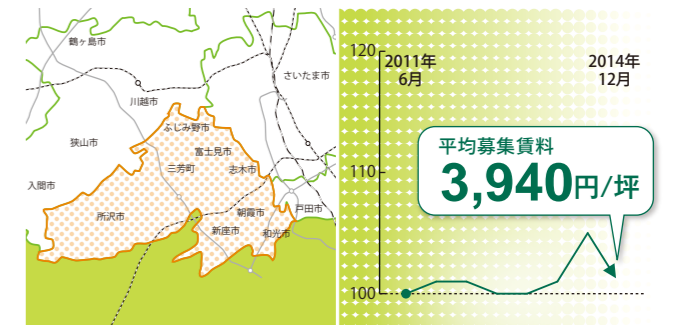 鶴ヶ島市
さいたま市
川越市
ふじみ野市
狭山市
富士見市
三芳町
志木市
入間市
所沢市
朝霞市
戸田市
新座市
和光市
120
2011年
6月
2014年
12月
平均募集賃料
3,940円/坪
110
100